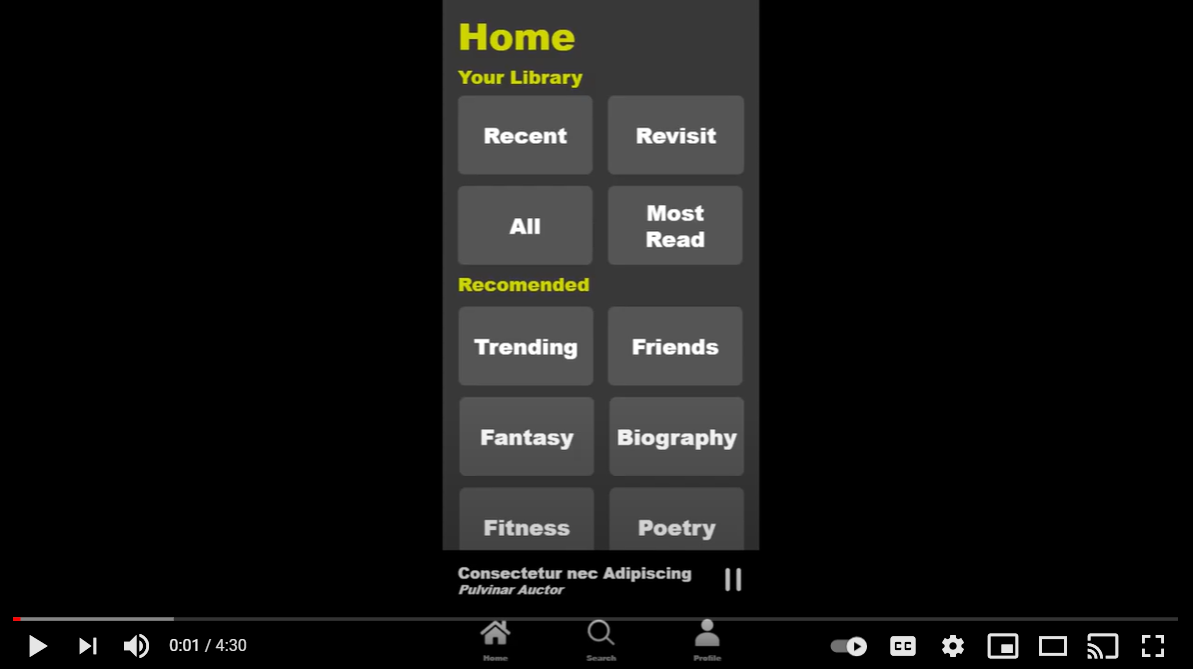 Home
Your Library
Recent Revisit
All
Most
Read
Recomended
Trending Friends
Fantasy Biography
Fitness Poetry
Consectetur nec Adipiscing
Pulvinar Auctor
0:01 / 4:30
CC
Home Search Profile